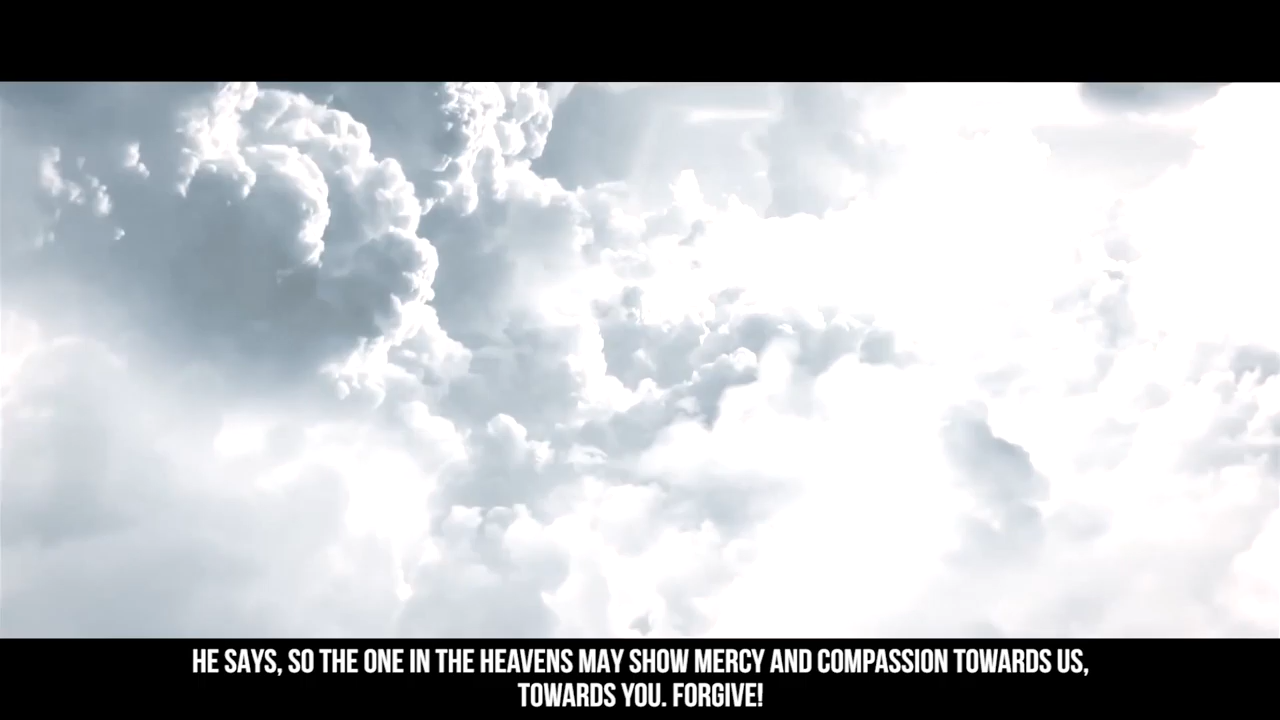 HE SAYS, SO THE ONE IN THE HEAVENS MAY SHOW MERCY AND COMPASSION TOWARDS US,
TOWARDS YOU. FORGIVE!